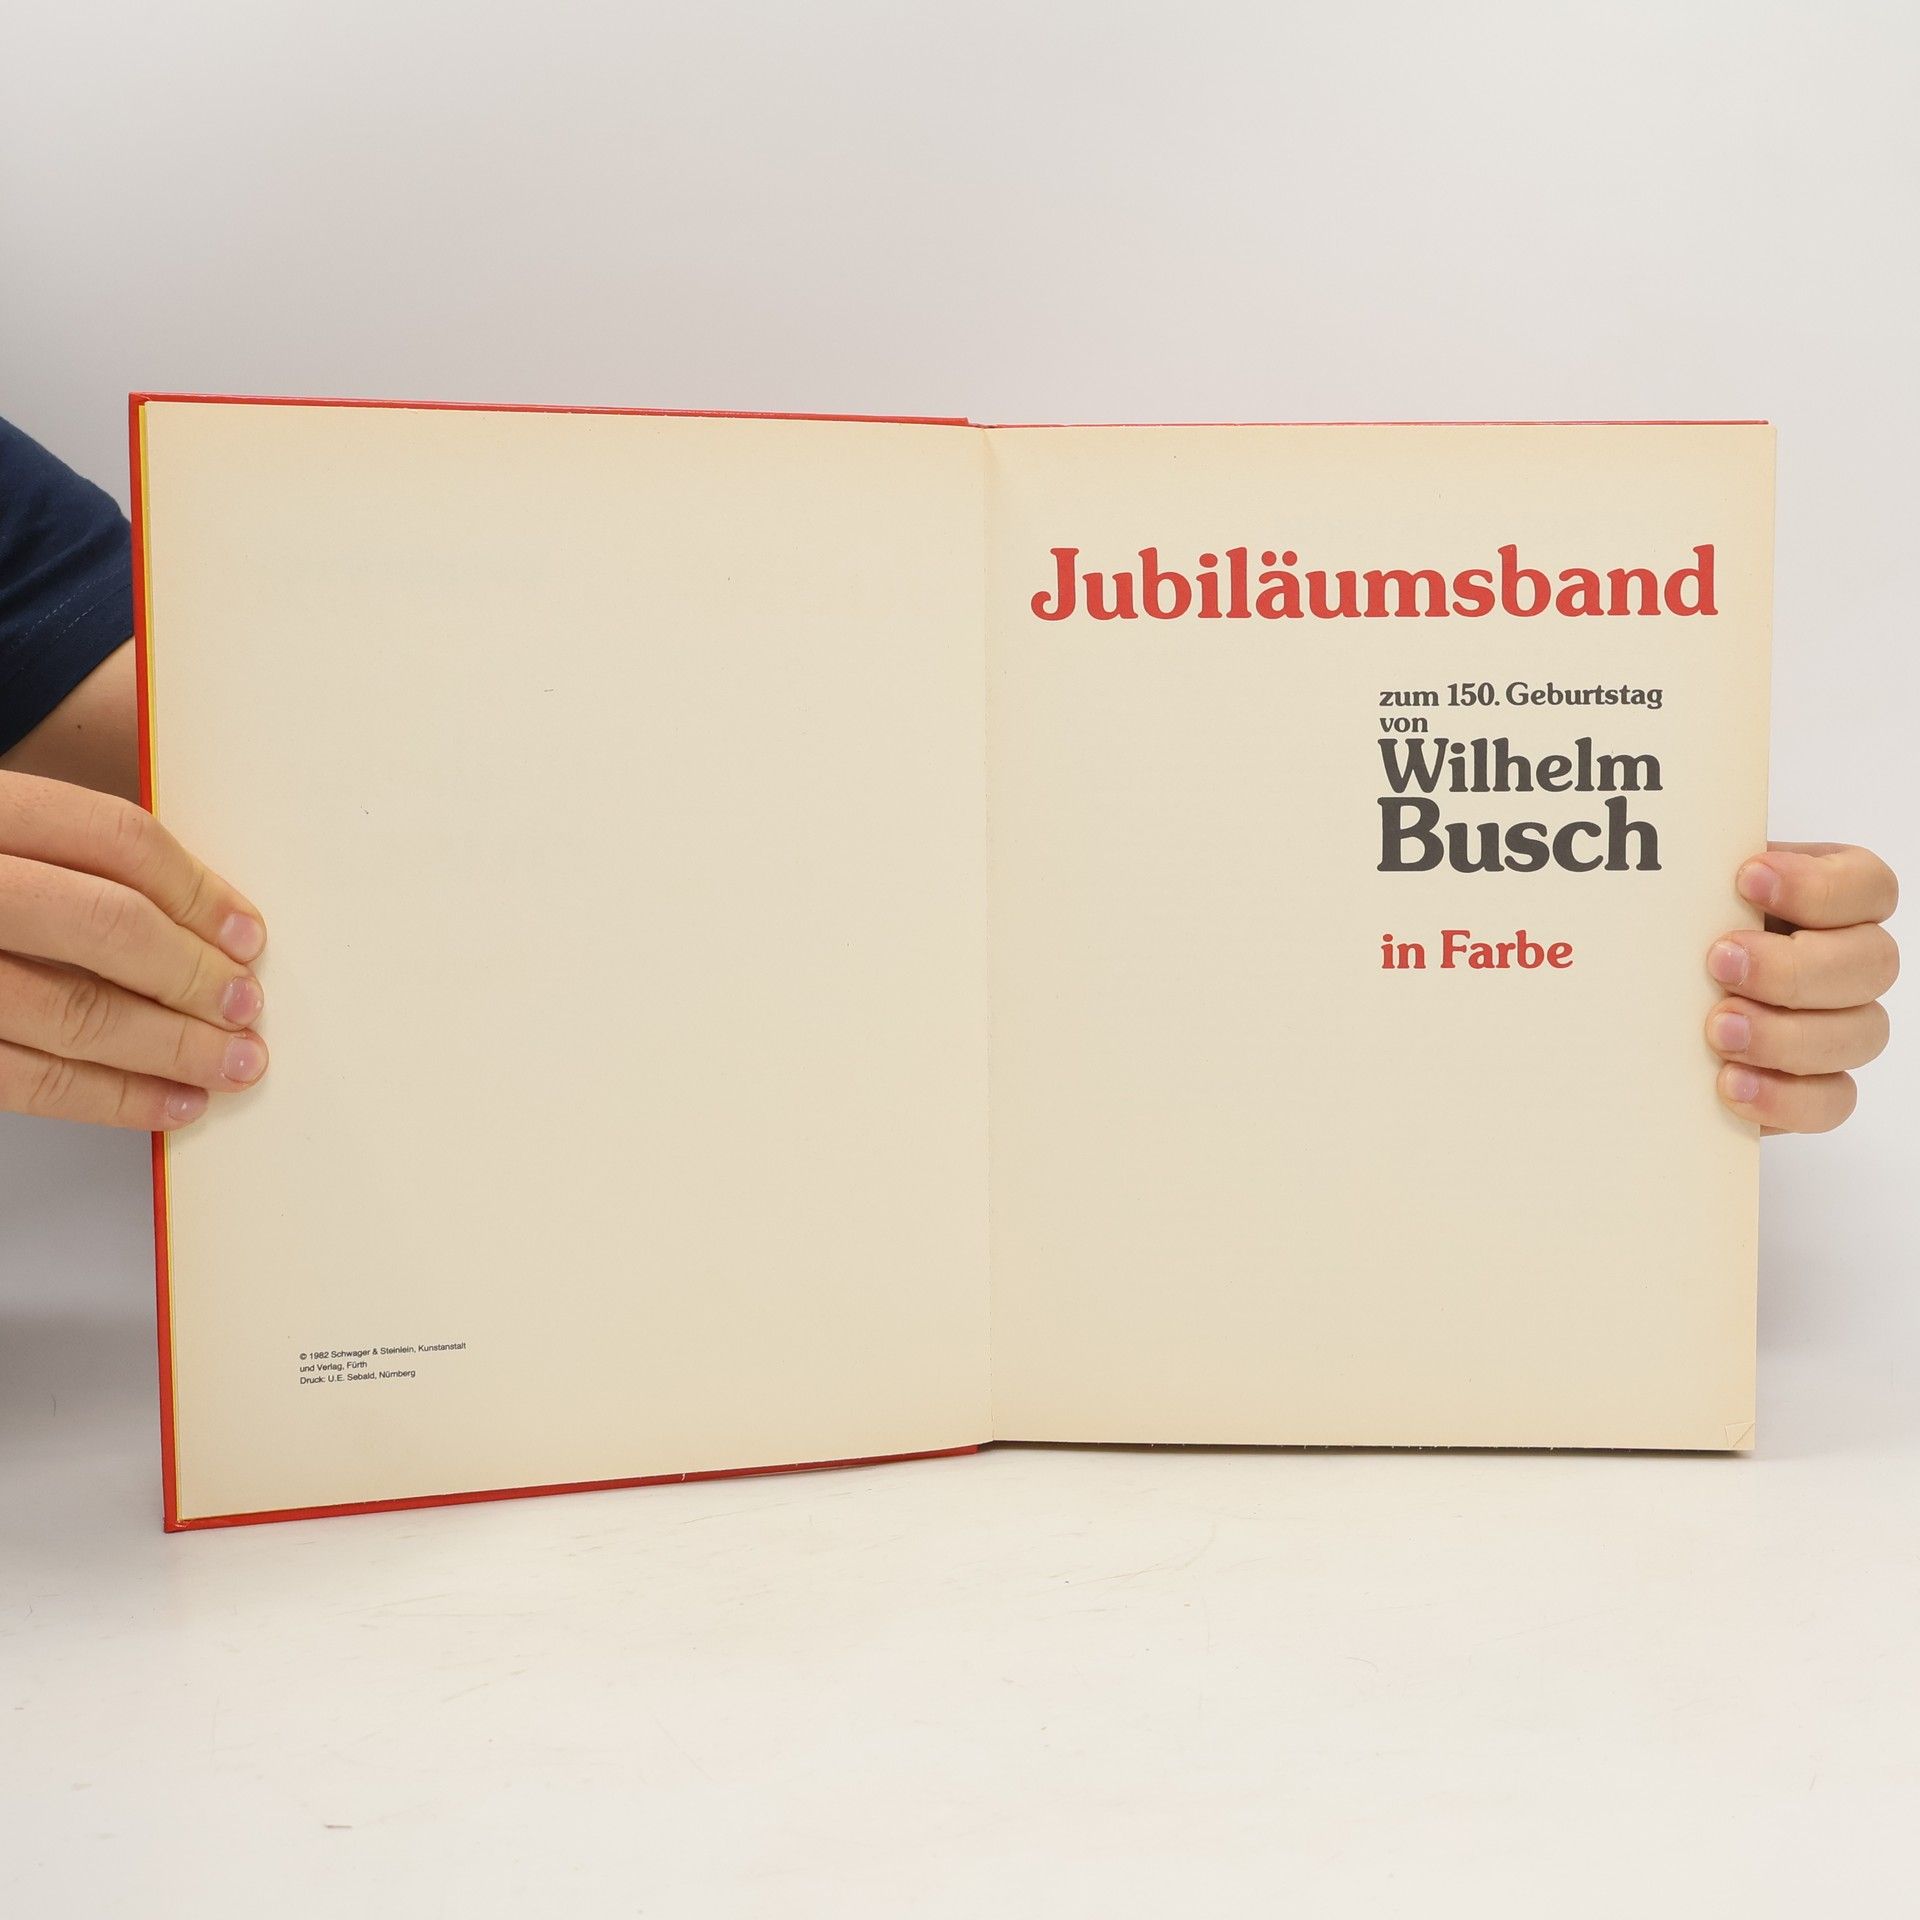 © 1982 Schwager & Steinlein, Kunstanstalt
und Verlag, Fürth
Druck: U.E. Sebald, Nürnberg
Jubiläumsband
zum 150. Geburtstag
von
Wilhelm
Busch
in Farbe